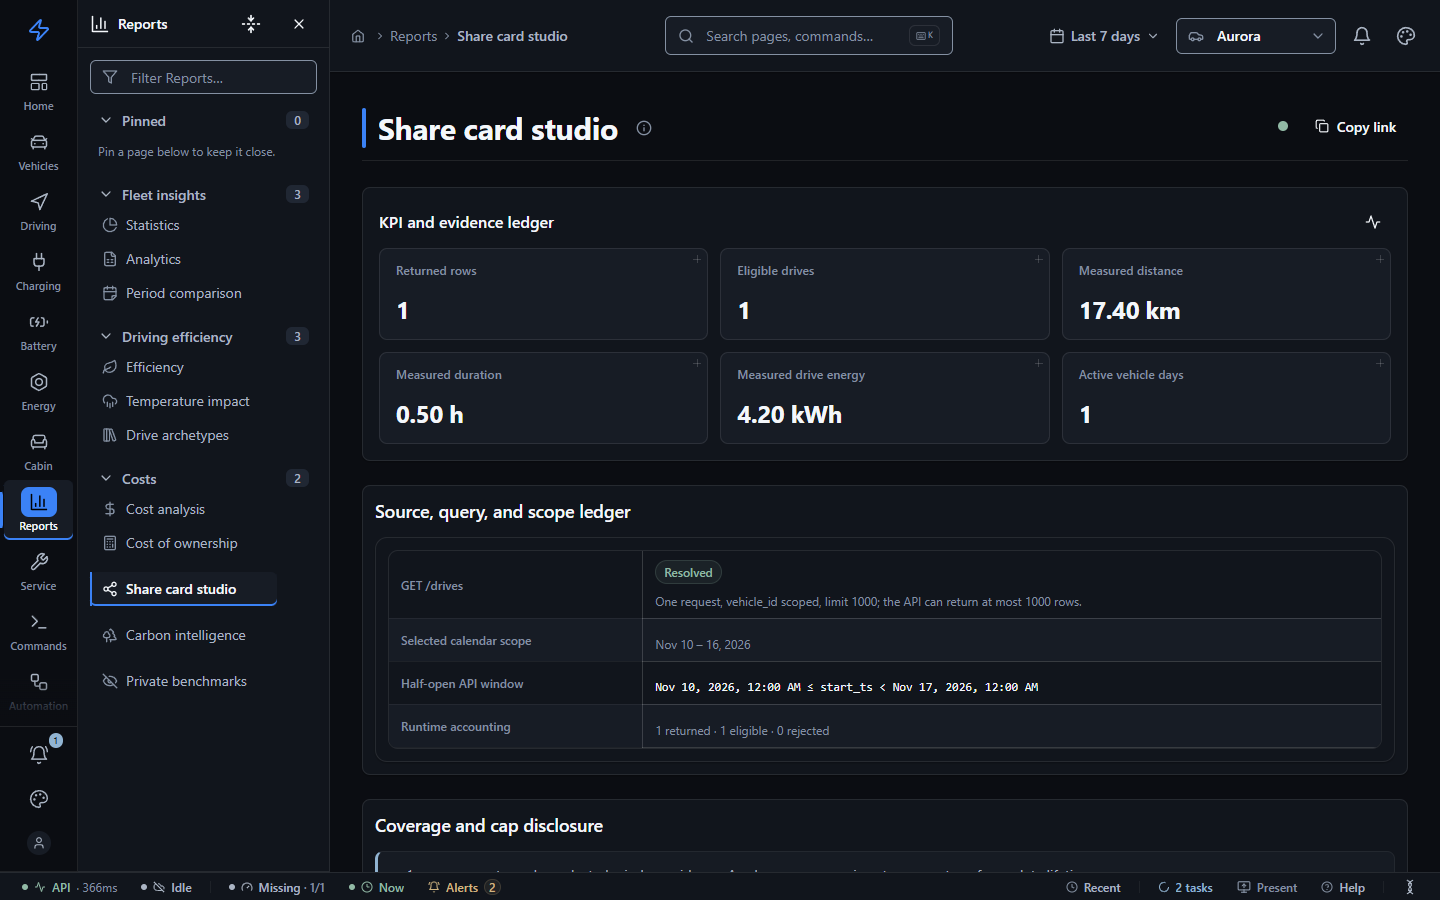 Home
Vehicles
Driving
Charging
Battery
Energy
Cabin
Reports
Service
Commands
Automation
1
Reports
Filter Reports...
Pinned 0
Pin a page below to keep it close.
Fleet insights 3
Statistics
Analytics
Period comparison
Driving efficiency 3
Efficiency
Temperature impact
Drive archetypes
Costs 2
Cost analysis
Cost of ownership
Share card studio
Carbon intelligence
Private benchmarks
Reports Share card studio
Search pages, commands... K
Last 7 days
Aurora
Share card studio
Copy link
KPI and evidence ledger
Returned rows
1
Eligible drives
1
Measured distance
17.40 km
Measured duration
0.50 h
Measured drive energy
4.20 kWh
Active vehicle days
1
Source, query, and scope ledger
GET /drives
Resolved
One request, vehicle_id scoped, limit 1000; the API can return at most 1000 rows.
Selected calendar scope
Nov 10 – 16, 2026
Half-open API window
Nov 10, 2026, 12:00 AM ≤ start_ts < Nov 17, 2026, 12:00 AM
Runtime accounting
1 returned · 1 eligible · 0 rejected
Coverage and cap disclosure
API · 366ms
Idle
Missing · 1/1
Now
Alerts 2
Recent
2 tasks
Present
Help